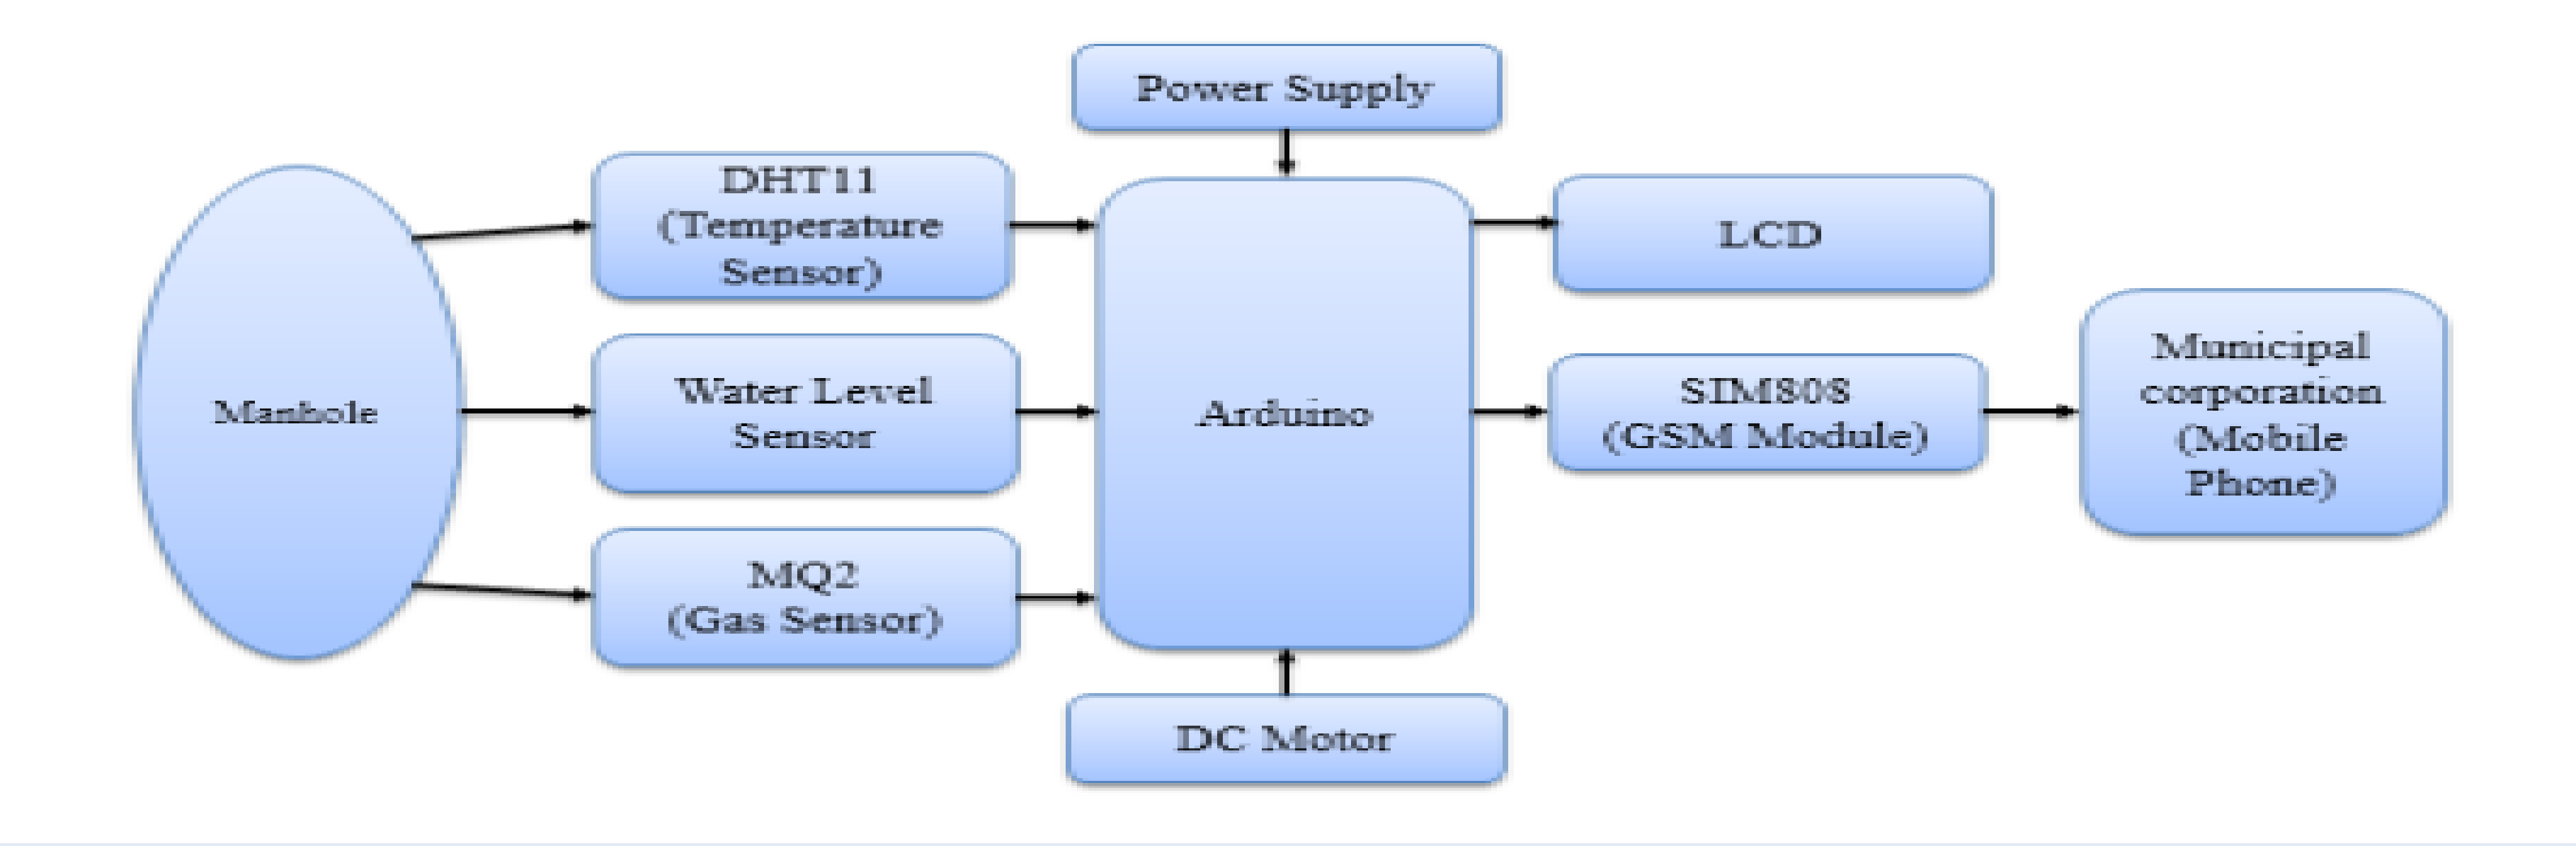 Power Supply
DHT11
(Temperature
Sensor)
LCD
Manhole
Water Level
Sensor
Arduino
SIM808
(GSM Module)
Municipal
corporation
(Mobile
Phone)
MQ2
(Gas Sensor)
DC Motor